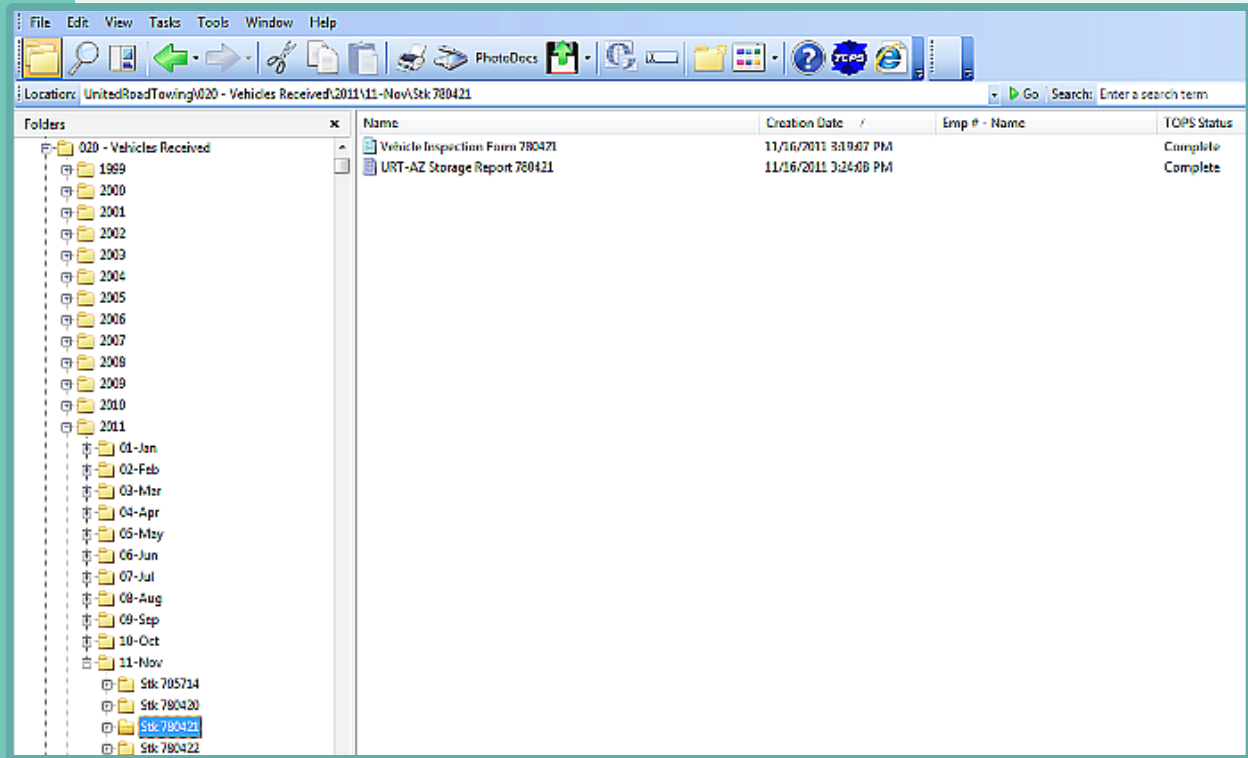 File Edit View Tasks Tools Window Help
PhotoDocs TOPS
Location: UnitedRoadTowing\020 - Vehicles Received\2011\11-Nov\Stk 780421 Go Search: Enter a search term
Folders x Name Creation Date / Emp # - Name TOPS Status
020 - Vehicles Received
Vehicle Inspection Form 780421 11/16/2011 3:19:07 PM Complete
1999
URT-AZ Storage Report 780421 11/16/2011 3:24:08 PM Complete
2000
2001
2002
2003
2004
2005
2006
2007
2008
2009
2010
2011
01-Jan
02-Feb
03-Mar
04-Apr
05-May
06-Jun
07-Jul
08-Aug
09-Sep
10-Oct
11-Nov
Stk 705714
Stk 780420
Stk 780421
Stk 780422